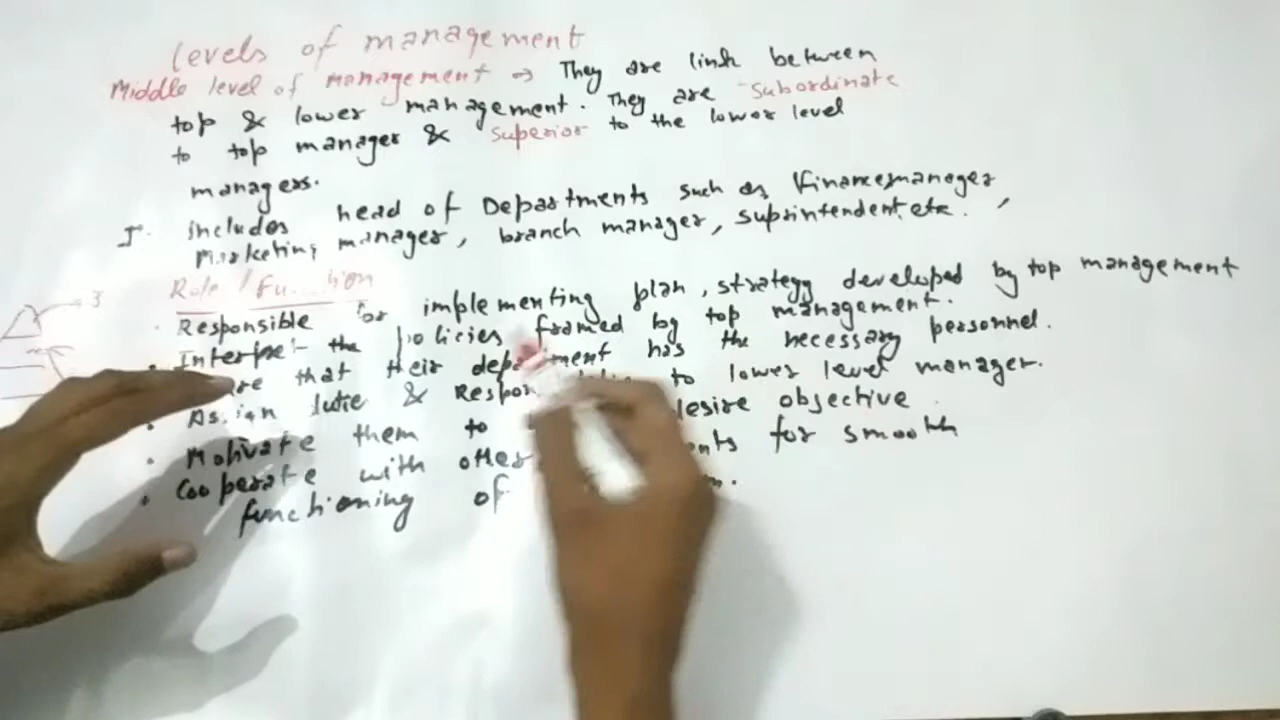 Levels of management
Middle level of management → They are link between
top & lower management. They are subordinate
to top manager & superior to the lower level
managers.
I. includes head of Departments such as Finance manager,
Marketing manager, branch manager, suprintendent, etc.
Role /
3
Responsible for implementing plan, strategy developed by top management
the policies framed by top management.
that their department has the necessary personnel.
& to lower level manager.
Motivate them to desire objective.
Cooperate with other for smooth
functioning of